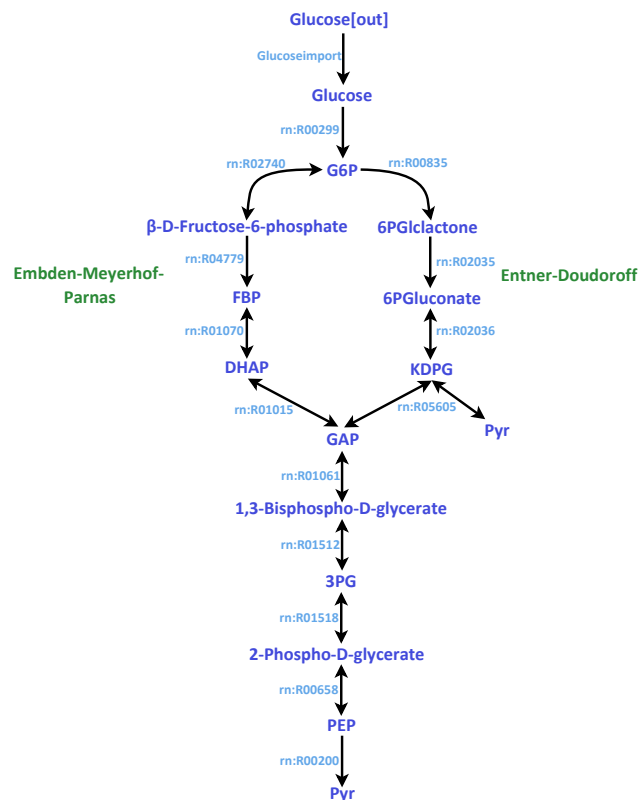 Glucose[out]
Glucoseimport
Glucose
rn:R00299
rn:R02740
G6P
rn:R00835
β-D-Fructose-6-phosphate
6PGlclactone
rn:R04779
rn:R02035
Embden-Meyerhof-
Parnas
Entner-Doudoroff
FBP
6PGluconate
rn:R01070
rn:R02036
DHAP
KDPG
rn:R01015
rn:R05605
Pyr
GAP
rn:R01061
1,3-Bisphospho-D-glycerate
rn:R01512
3PG
rn:R01518
2-Phospho-D-glycerate
rn:R00658
PEP
rn:R00200
Pyr